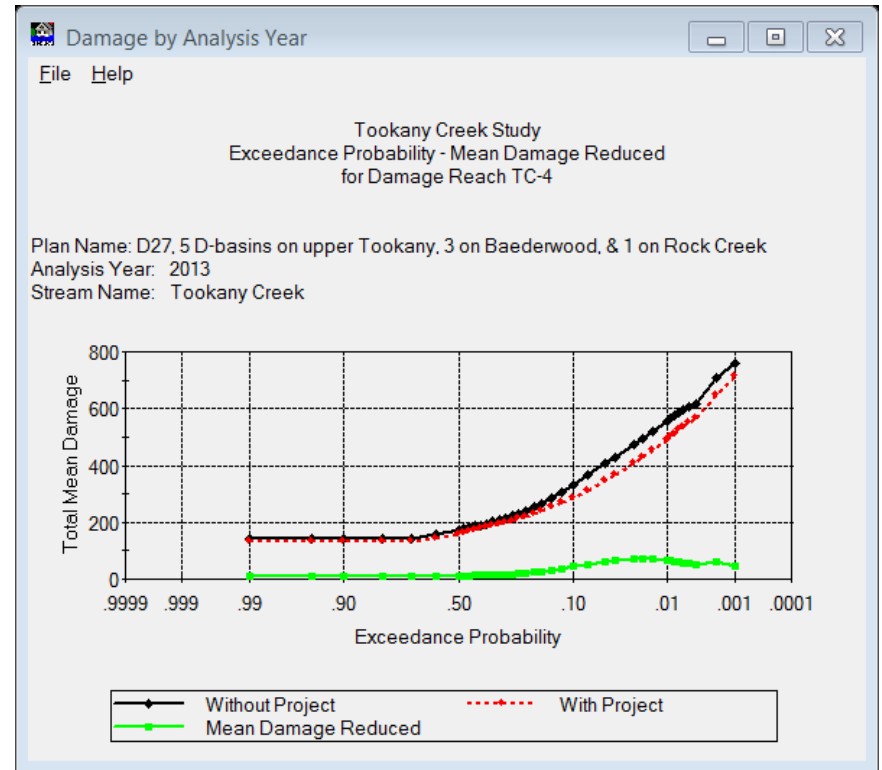 Damage by Analysis Year
File Help
Tookany Creek Study
Exceedance Probability - Mean Damage Reduced
for Damage Reach TC-4
Plan Name: D27, 5 D-basins on upper Tookany, 3 on Baederwood, & 1 on Rock Creek
Analysis Year: 2013
Stream Name: Tookany Creek
Total Mean Damage
800
600
400
200
0
.9999 .999 .99 .90 .50 .10 .01 .001 .0001
Exceedance Probability
Without Project With Project
Mean Damage Reduced